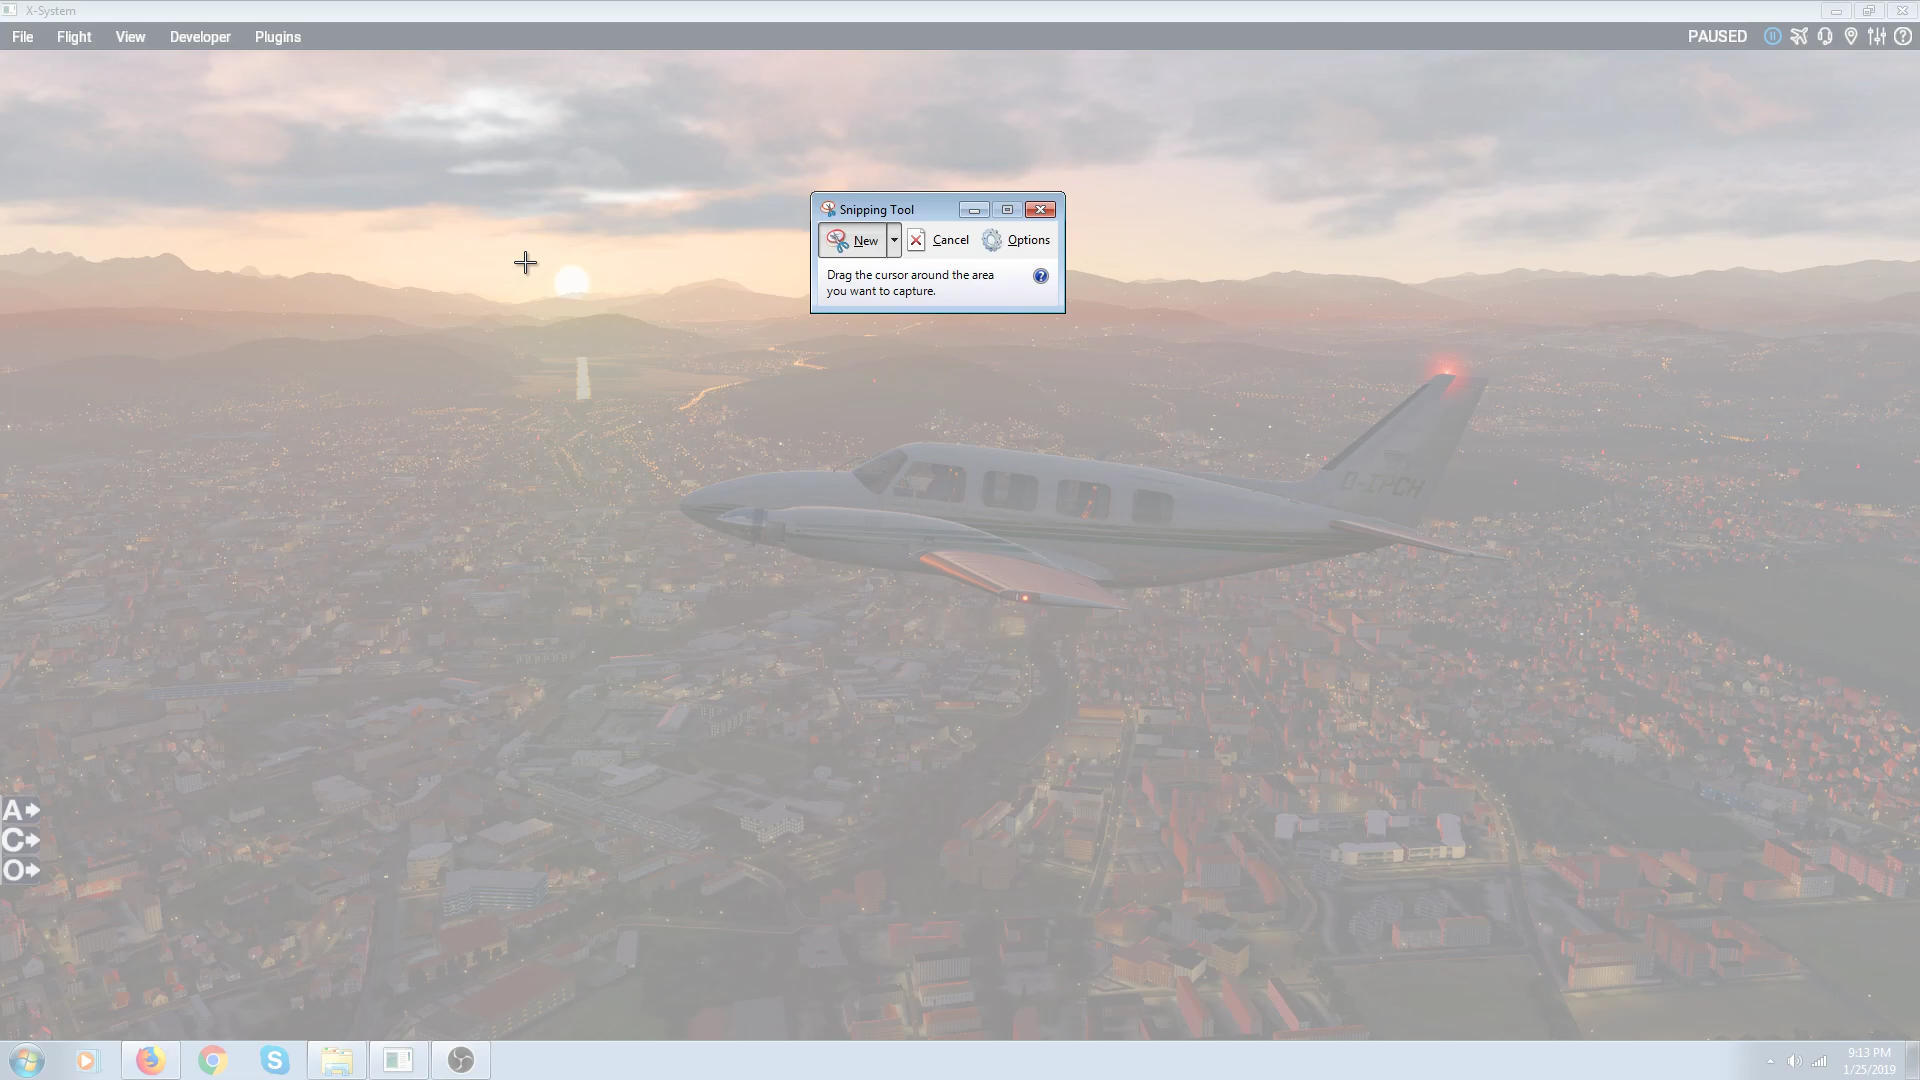 X-System
File Flight View Developer Plugins PAUSED
Snipping Tool
New Cancel Options
Drag the cursor around the area
you want to capture.
D-IPCH
A
C
O
9:13 PM
1/25/2019